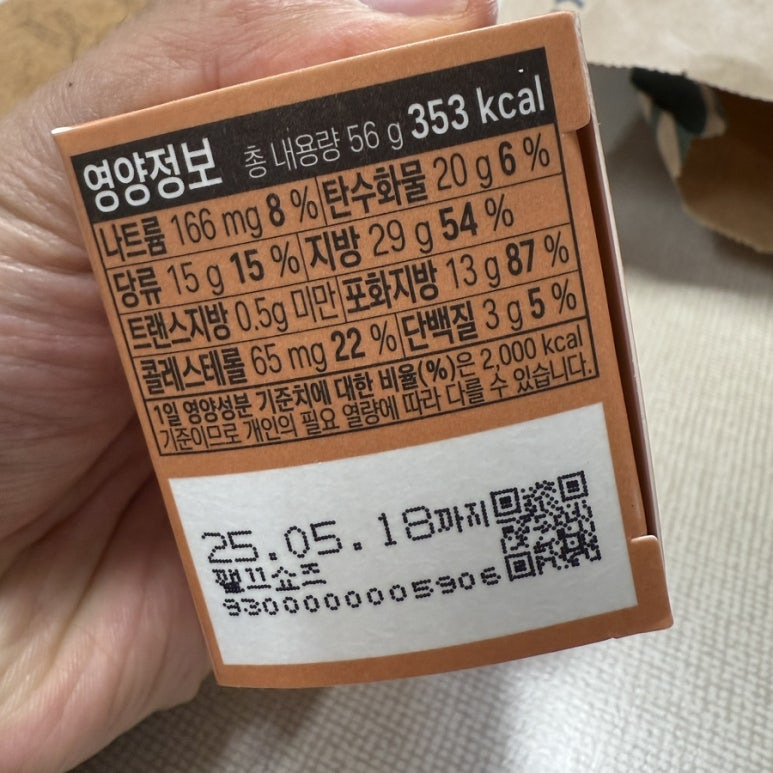 영양정보 총 내용량 56 g 353 kcal
나트륨 166 mg 8 % 탄수화물 20 g 6 %
당류 15 g 15 % 지방 29 g 54 %
트랜스지방 0.5g 미만 포화지방 13 g 87 %
콜레스테롤 65 mg 22 % 단백질 3 g 5 %
1일 영양성분 기준치에 대한 비율(%)은 2,000 kcal
기준이므로 개인의 필요 열량에 따라 다를 수 있습니다.
25.05.18까지
9300000005906